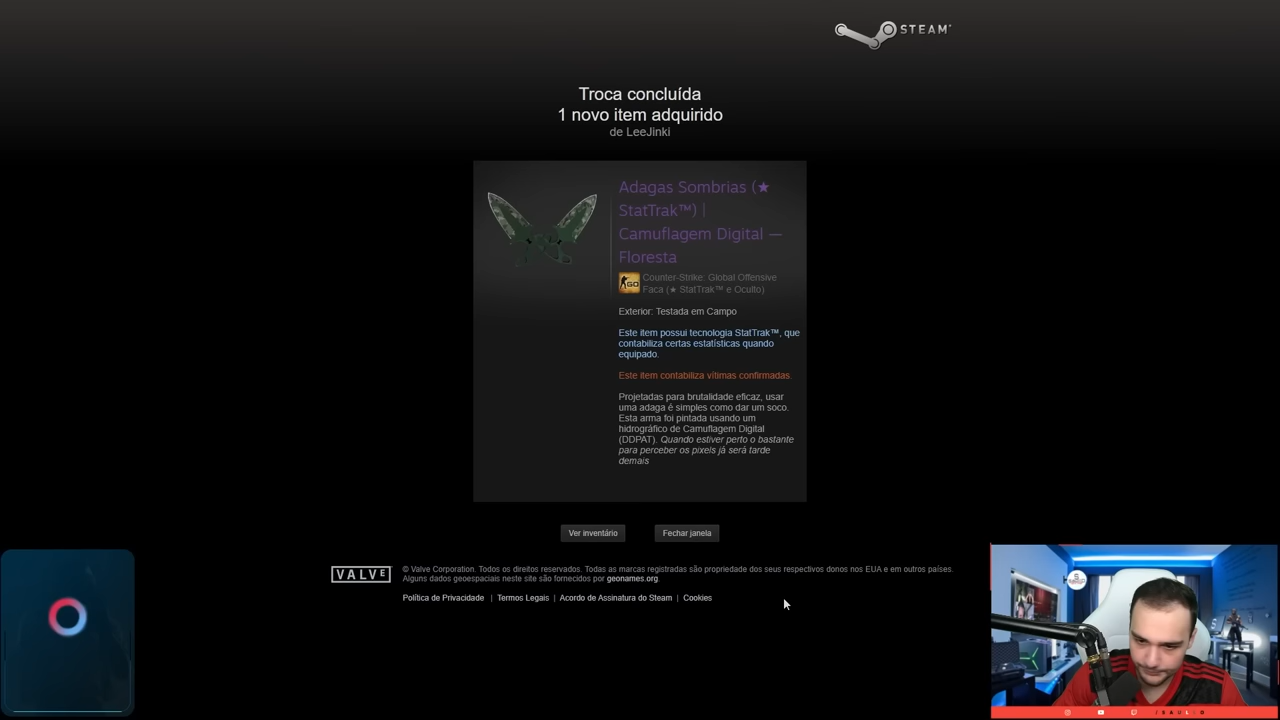 STEAM
Troca concluída
1 novo item adquirido
de LeeJinki
Adagas Sombrias (★
StatTrak™) |
Camuflagem Digital —
Floresta
GO
Counter-Strike: Global Offensive
Faca (★ StatTrak™ e Oculto)
Exterior: Testada em Campo
Este item possui tecnologia StatTrak™, que
contabiliza certas estatísticas quando
equipado.
Este item contabiliza vítimas confirmadas.
Projetadas para brutalidade eficaz, usar
uma adaga é simples como dar um soco.
Esta arma foi pintada usando um
hidrográfico de Camuflagem Digital
(DDPAT). Quando estiver perto o bastante
para perceber os pixels já será tarde
demais
Ver inventário
Fechar janela
VALVE
© Valve Corporation. Todos os direitos reservados. Todas as marcas registradas são propriedade dos seus respectivos donos nos EUA e em outros países.
Alguns dados geoespaciais neste site são fornecidos por geonames.org.
Política de Privacidade | Termos Legais | Acordo de Assinatura do Steam | Cookies